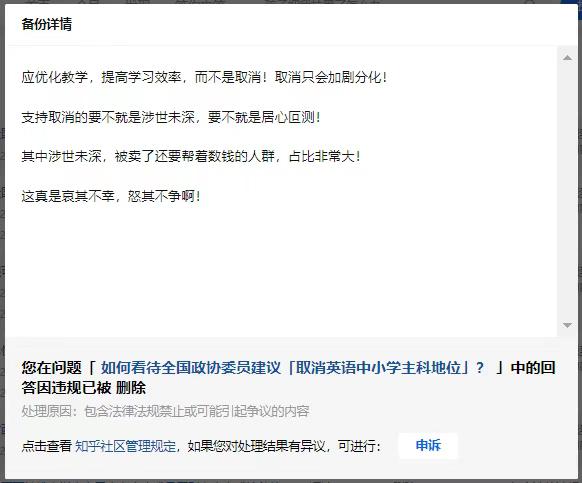 备份详情
应优化教学，提高学习效率，而不是取消！取消只会加剧分化！
支持取消的要不就是涉世未深，要不就是居心叵测！
其中涉世未深，被卖了还要帮着数钱的人群，占比非常大！
这真是哀其不幸，怒其不争啊！
您在问题「 如何看待全国政协委员建议「取消英语中小学主科地位」？ 」中的回
答因违规已被 删除
处理原因：包含法律法规禁止或可能引起争议的内容
点击查看 知乎社区管理规定，如果您对处理结果有异议，可进行： 申诉